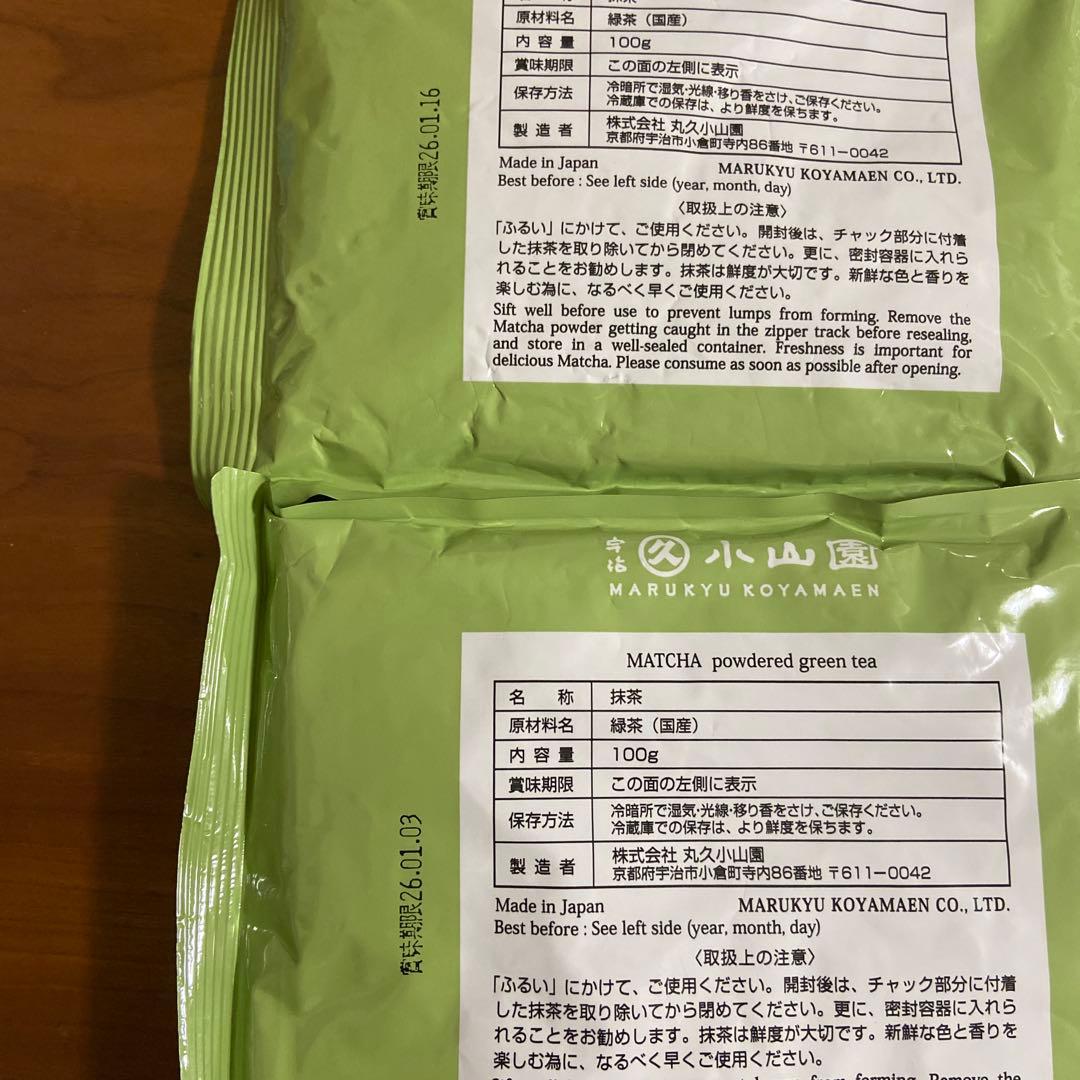 原材料名 緑茶（国産）
内容量 100g
賞味期限 この面の左側に表示
保存方法 冷暗所で湿気・光線・移り香をさけ、ご保存ください。
冷蔵庫での保存は、より鮮度を保ちます。
製造者 株式会社 丸久小山園
京都府宇治市小倉町寺内86番地 〒611-0042
Made in Japan MARUKYU KOYAMAEN CO., LTD.
Best before : See left side (year, month, day)
賞味期限26.01.16
〈取扱上の注意〉
「ふるい」にかけて、ご使用ください。開封後は、チャック部分に付着
した抹茶を取り除いてから閉めてください。更に、密封容器に入れら
れることをお勧めします。抹茶は鮮度が大切です。新鮮な色と香りを
楽しむ為に、なるべく早くご使用ください。
Sift well before use to prevent lumps from forming. Remove the
Matcha powder getting caught in the zipper track before resealing,
and store in a well-sealed container. Freshness is important for
delicious Matcha. Please consume as soon as possible after opening.
宇治 久 小山園
MARUKYU KOYAMAEN
MATCHA powdered green tea
名称 抹茶
原材料名 緑茶（国産）
内容量 100g
賞味期限 この面の左側に表示
保存方法 冷暗所で湿気・光線・移り香をさけ、ご保存ください。
冷蔵庫での保存は、より鮮度を保ちます。
製造者 株式会社 丸久小山園
京都府宇治市小倉町寺内86番地 〒611-0042
Made in Japan MARUKYU KOYAMAEN CO., LTD.
Best before : See left side (year, month, day)
賞味期限26.01.03
〈取扱上の注意〉
「ふるい」にかけて、ご使用ください。開封後は、チャック部分に付着
した抹茶を取り除いてから閉めてください。更に、密封容器に入れら
れることをお勧めします。抹茶は鮮度が大切です。新鮮な色と香りを
楽しむ為に、なるべく早くご使用ください。
from forming. Remove the